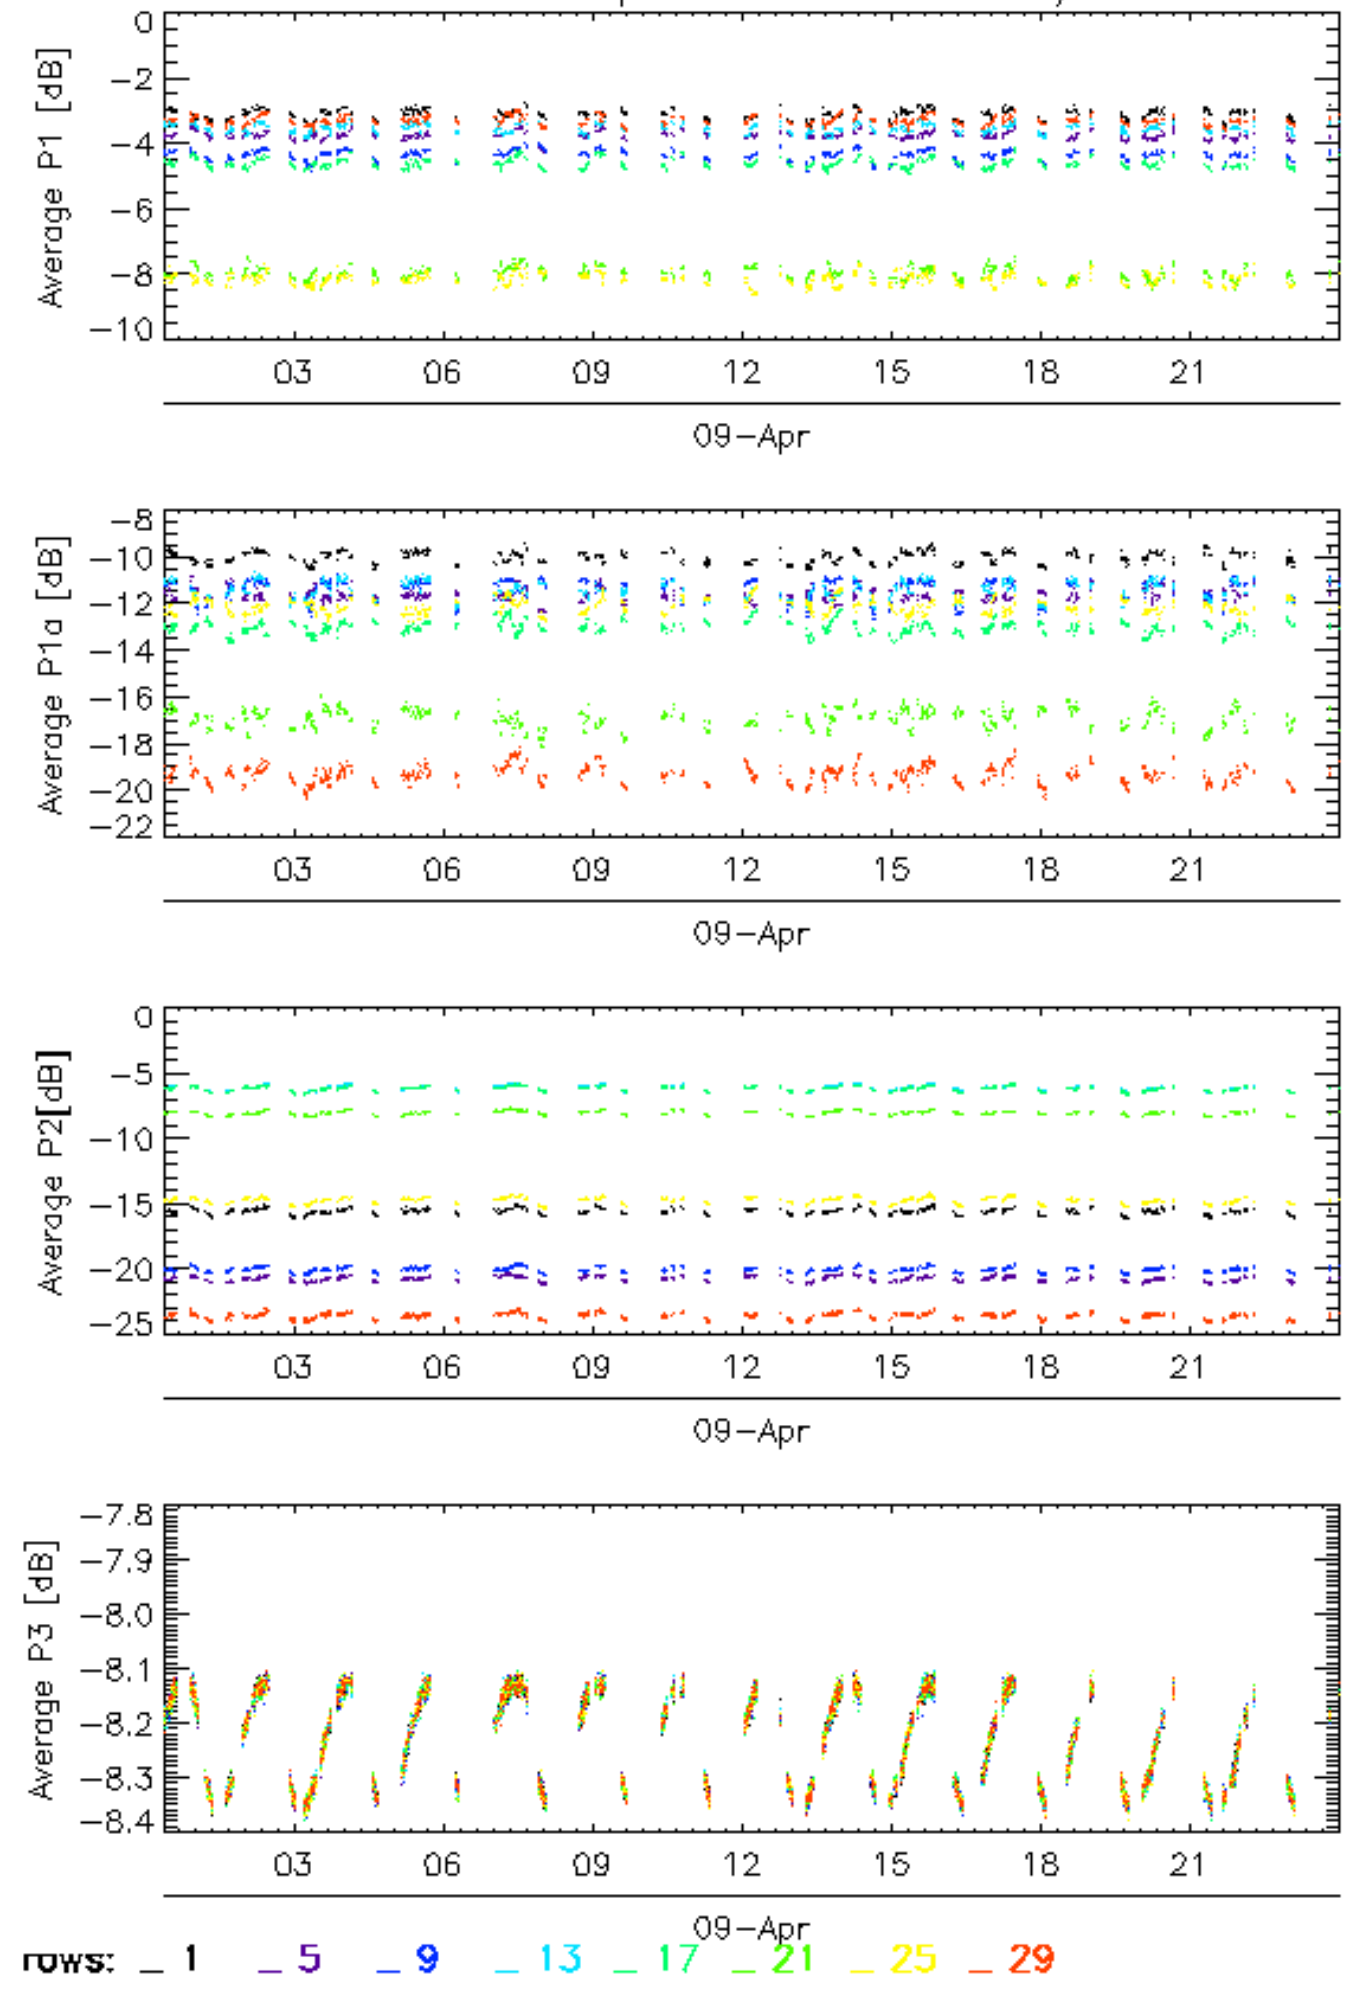 0
−2
−4
−6
−8
−10
Average P1 [dB]
03 06 09 12 15 18 21
09−Apr
−8
−10
−12
−14
−16
−18
−20
−22
Average P1a [dB]
03 06 09 12 15 18 21
09−Apr
0
−5
−10
−15
−20
−25
Average P2[dB]
03 06 09 12 15 18 21
09−Apr
−7.8
−7.9
−8.0
−8.1
−8.2
−8.3
−8.4
Average P3 [dB]
03 06 09 12 15 18 21
09−Apr
rows: _ 1 _ 5 _ 9 _ 13 _ 17 _ 21 _ 25 _ 29